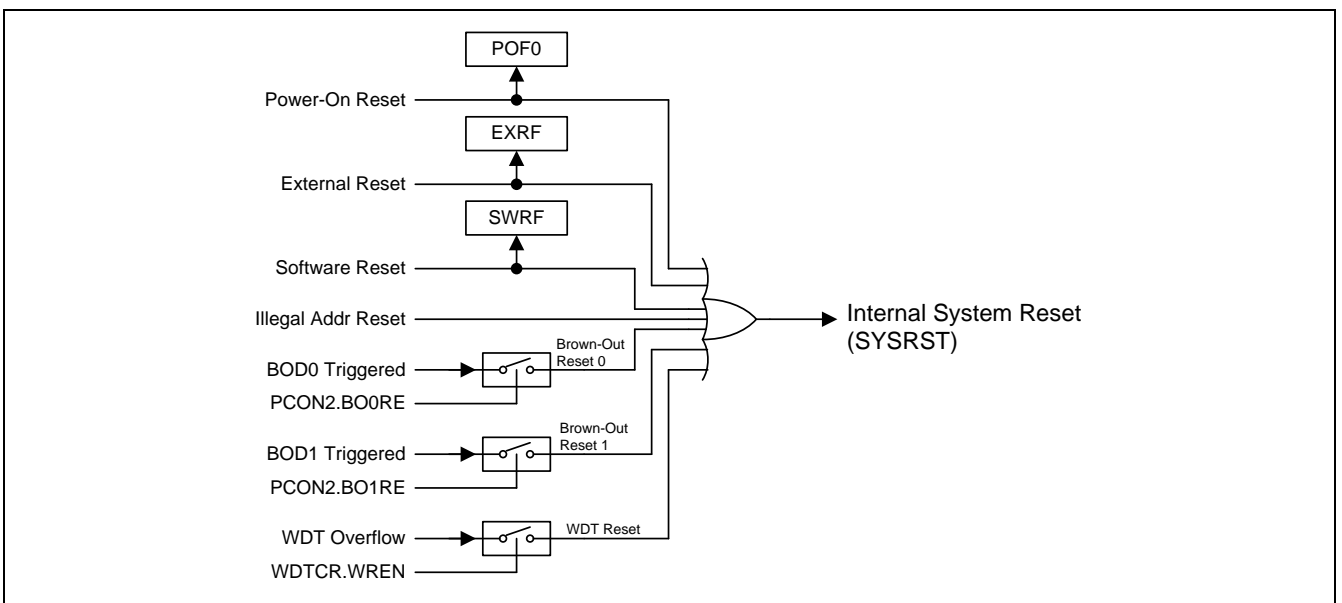 POF0
Power-On Reset
EXRF
External Reset
SWRF
Software Reset
Illegal Addr Reset
Internal System Reset
(SYSRST)
Brown-Out
Reset 0
BOD0 Triggered
PCON2.BO0RE
Brown-Out
Reset 1
BOD1 Triggered
PCON2.BO1RE
WDT Reset
WDT Overflow
WDTCR.WREN